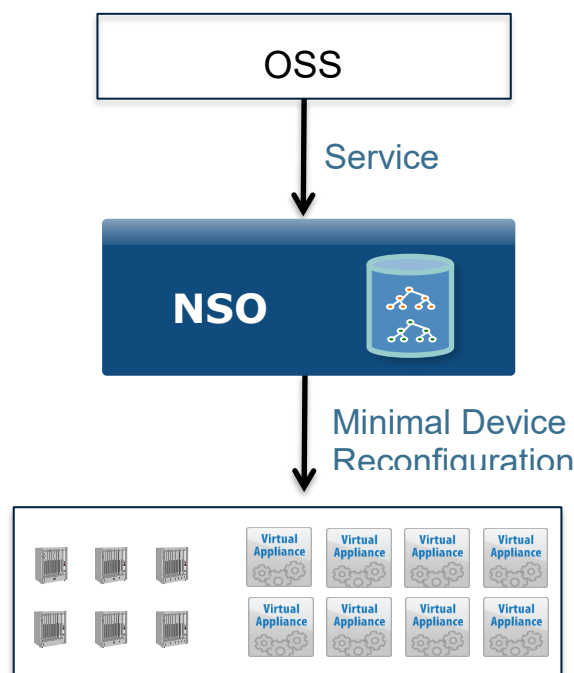 OSS
Service
NSO
Minimal Device
Reconfiguration
Virtual
Appliance
Virtual
Appliance
Virtual
Appliance
Virtual
Appliance
Virtual
Appliance
Virtual
Appliance
Virtual
Appliance
Virtual
Appliance